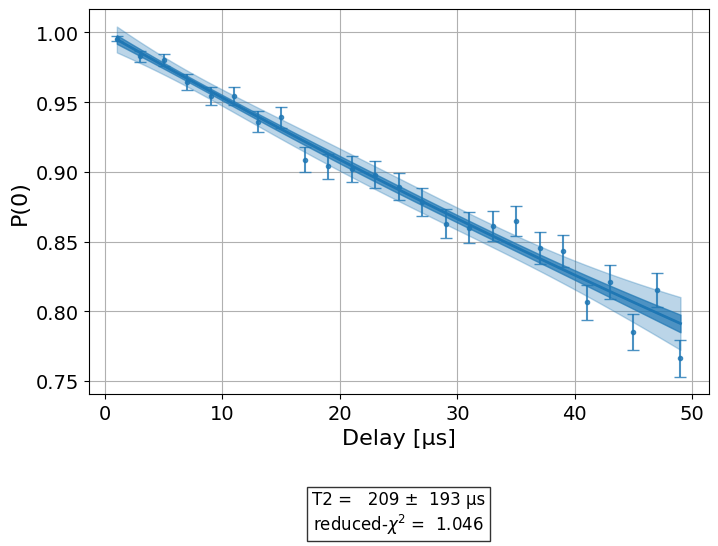 1.00
0.95
0.90
0.85
0.80
0.75
P(0)
0 10 20 30 40 50
Delay [µs]
T2 = 209 ± 193 µs
reduced-χ² = 1.046